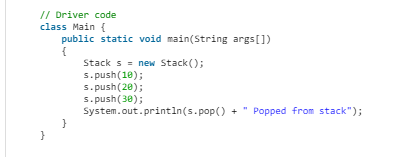 // Driver code
class Main {
    public static void main(String args[])
    {
        Stack s = new Stack();
        s.push(10);
        s.push(20);
        s.push(30);
        System.out.println(s.pop() + " Popped from stack");
    }
}